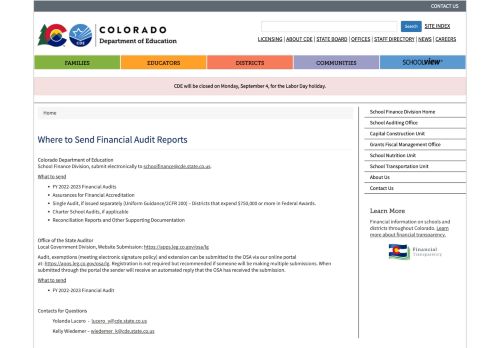 CONTACT US
COLORADO
Department of Education
CDE
Search
SITE INDEX
LICENSING | ABOUT CDE | STATE BOARD | OFFICES | STAFF DIRECTORY | NEWS | CAREERS
FAMILIES
EDUCATORS
DISTRICTS
COMMUNITIES
SCHOOLVIEW
CDE will be closed on Monday, September 4, for the Labor Day holiday.
Home
Where to Send Financial Audit Reports
Colorado Department of Education
School Finance Division, submit electronically to schoolfinance@cde.state.co.us.
What to send
• FY 2022-2023 Financial Audits
• Assurances for Financial Accreditation
• Single Audit, if issued separately (Uniform Guidance/2CFR 200) – Districts that expend $750,000 or more in Federal Awards.
• Charter School Audits, if applicable
• Reconciliation Reports and Other Supporting Documentation
Office of the State Auditor
Local Government Division, Website Submission: https://apps.leg.co.gov/osa/lg
Audit, exemptions (meeting electronic signature policy) and extension can be submitted to the OSA via our online portal
at: https://apps.leg.co.gov/osa/lg. Registration is not required but recommended if someone will be making multiple submissions. When
submitted through the portal the sender will receive an automated reply that the OSA has received the submission.
What to send
• FY 2022-2023 Financial Audit
Contacts for Questions
Yolanda Lucero – lucero_y@cde.state.co.us
Kelly Wiedemer – wiedemer_k@cde.state.co.us
School Finance Division Home
School Auditing Office
Capital Construction Unit
Grants Fiscal Management Office
School Nutrition Unit
School Transportation Unit
About Us
Contact Us
Learn More
Financial information on schools and
districts throughout Colorado. Learn
more about financial transparency.
Financial
Transparency